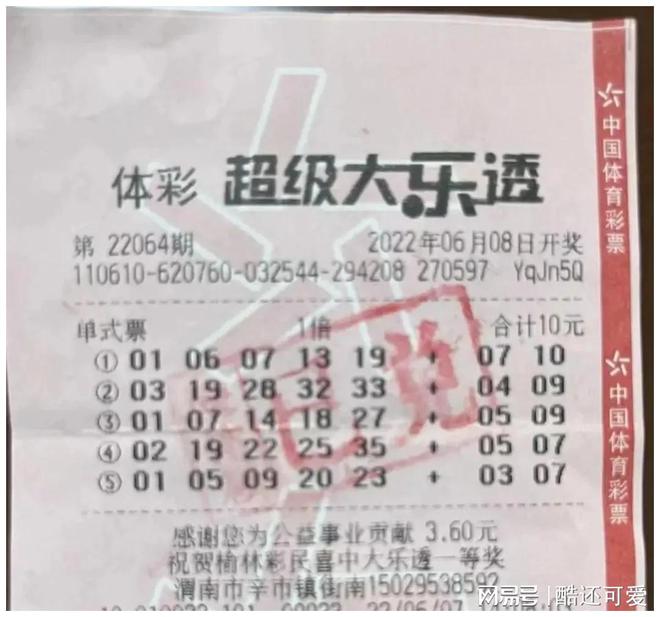 体彩 超级大乐透
第 22064期 2022年06月08日开奖
110610-620760-032544-294208 270597 YqJn5Q
单式票 1倍 合计10元
① 01 06 07 13 19 + 07 10
② 03 19 28 32 33 + 04 09
③ 01 07 14 18 27 + 05 09
④ 02 19 22 25 35 + 05 07
⑤ 01 05 09 20 23 + 03 07
已兑
感谢您为公益事业贡献 3.60元
祝贺榆林彩民喜中大乐透一等奖
渭南市辛市镇街南15029538592
中国体育彩票
中国体育彩票
网易号 | 酷还可爱